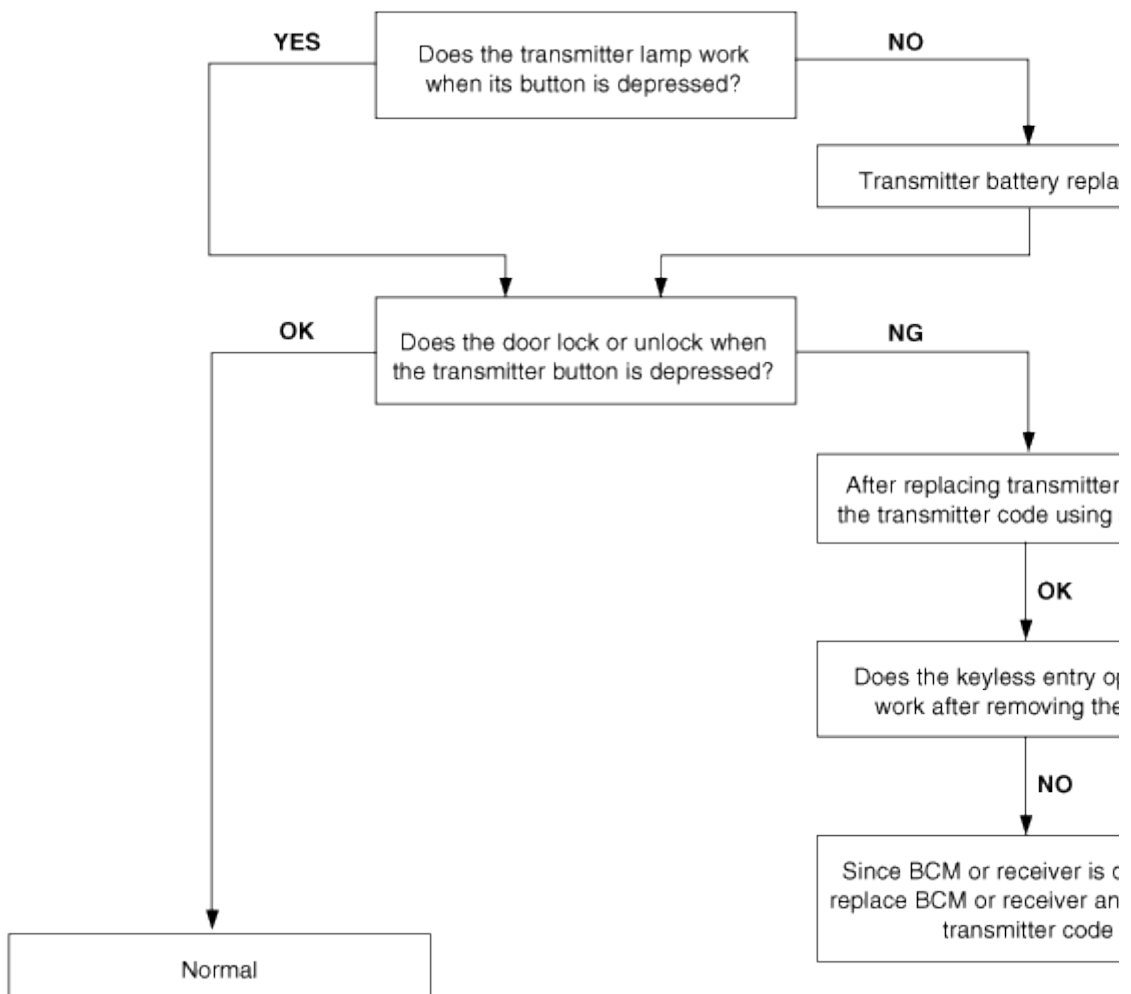 YES
Does the transmitter lamp work
when its button is depressed?
NO
Transmitter battery
OK
Does the door lock or unlock when
the transmitter button is depressed?
NG
After replacing transmitter
the transmitter code using
OK
Does the keyless entry
work after removing the
NO
Since BCM or receiver is
replace BCM or receiver
transmitter code
Normal